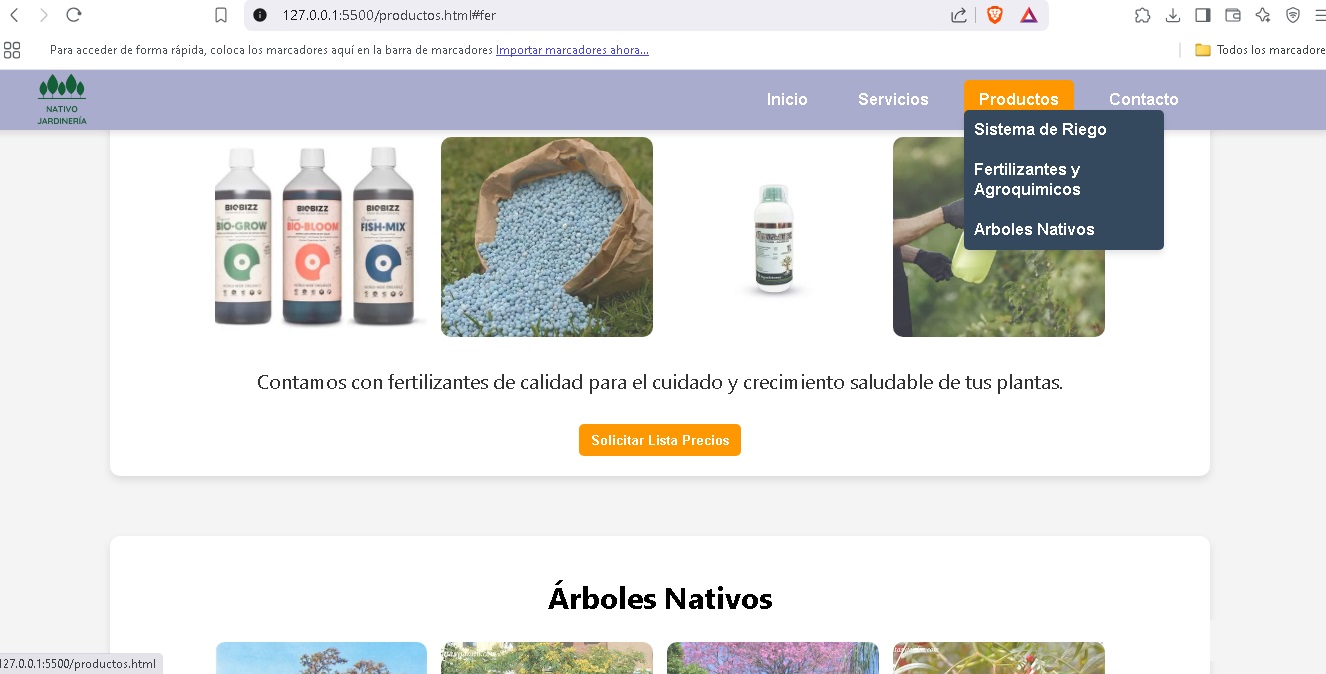 127.0.0.1:5500/productos.html#fer
Para acceder de forma rápida, coloca los marcadores aquí en la barra de marcadores Importar marcadores ahora...
Todos los marcadore
NATIVO
JARDINERÍA
Inicio
Servicios
Productos
Contacto
Sistema de Riego
Fertilizantes y
Agroquimicos
Arboles Nativos
BIOBIZZ
BIO·GROW
BIOBIZZ
BIO·BLOOM
BIOBIZZ
FISH·MIX
Contamos con fertilizantes de calidad para el cuidado y crecimiento saludable de tus plantas.
Solicitar Lista Precios
Árboles Nativos
127.0.0.1:5500/productos.html